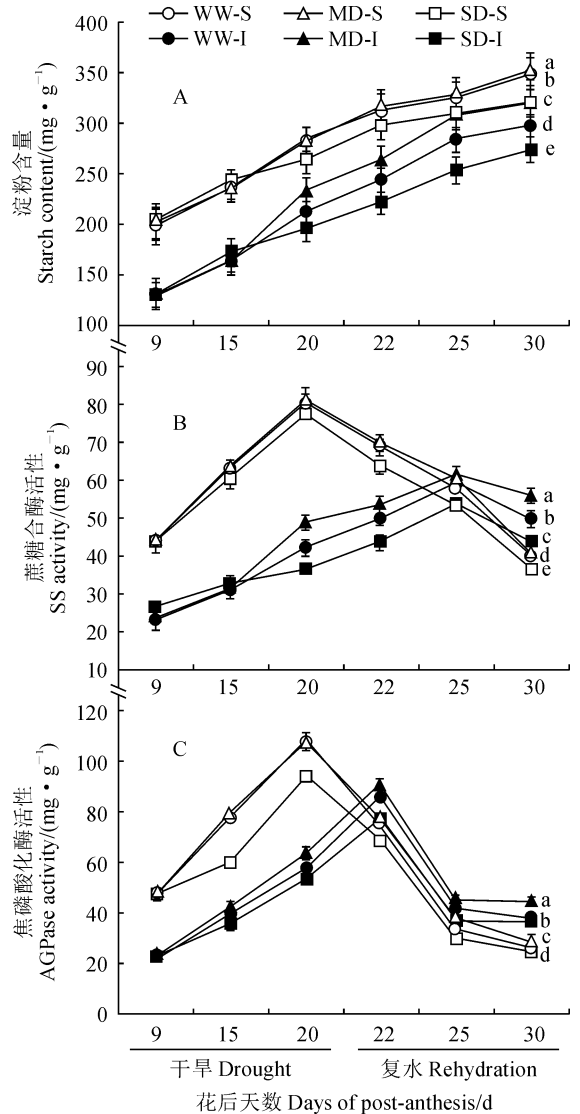 WW-S MD-S SD-S
WW-I MD-I SD-I
A
淀粉含量
Starch content/(mg·g⁻¹)
400
350
300
250
200
150
100
a
b
c
d
e
9 15 20 22 25 30
B
蔗糖合酶活性
SS activity/(mg·g⁻¹)
90
80
70
60
50
40
30
20
10
a
b
c
d
e
9 15 20 22 25 30
C
焦磷酸化酶活性
AGPase activity/(mg·g⁻¹)
120
100
80
60
40
20
0
a
b
c
d
9 15 20 22 25 30
干旱 Drought 复水 Rehydration
花后天数 Days of post-anthesis/d